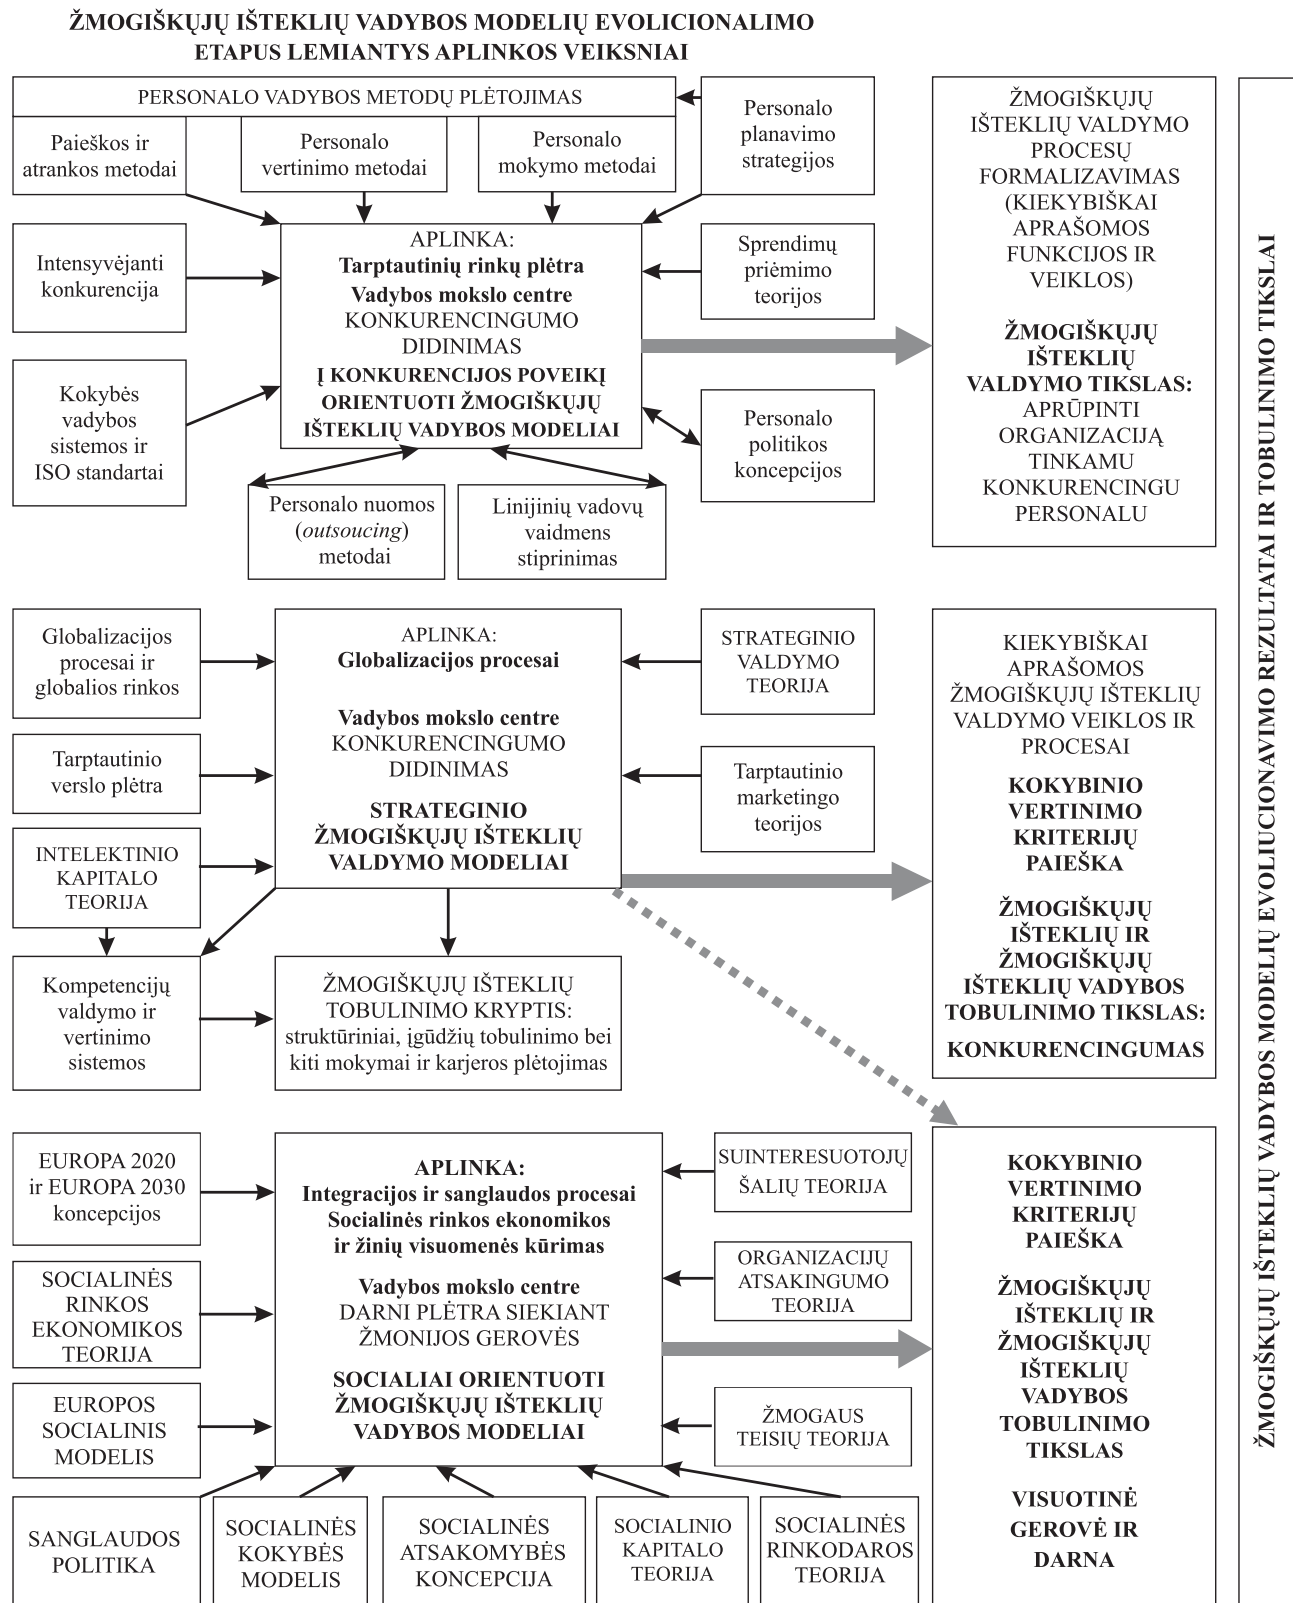 ŽMOGIŠKŲJŲ IŠTEKLIŲ VADYBOS MODELIŲ EVOLICIONALIMO
ETAPUS LEMIANTYS APLINKOS VEIKSNIAI
PERSONALO VADYBOS METODŲ PLĖTOJIMAS
Paieškos ir
atrankos metodai
Personalo
vertinimo metodai
Personalo
mokymo metodai
Personalo
planavimo
strategijos
Intensyvėjanti
konkurencija
Kokybės
vadybos
sistemos ir
ISO standartai
APLINKA:
Tarptautinių rinkų plėtra
Vadybos mokslo centre
KONKURENCINGUMO
DIDINIMAS
Į KONKURENCIJOS POVEIKĮ
ORIENTUOTI ŽMOGIŠKŲJŲ
IŠTEKLIŲ VADYBOS MODELIAI
Sprendimų
priėmimo
teorijos
Personalo
politikos
koncepcijos
Personalo nuomos
(outsoucing)
metodai
Linijinių vadovų
vaidmens
stiprinimas
ŽMOGIŠKŲJŲ
IŠTEKLIŲ VALDYMO
PROCESŲ
FORMALIZAVIMAS
(KIEKYBIŠKAI
APRAŠOMOS
FUNKCIJOS IR
VEIKLOS)
ŽMOGIŠKŲJŲ
IŠTEKLIŲ
VALDYMO TIKSLAS:
APRŪPINTI
ORGANIZACIJĄ
TINKAMU
KONKURENCINGU
PERSONALU
Globalizacijos
procesai ir
globalios rinkos
Tarptautinio
verslo plėtra
INTELEKTINIO
KAPITALO
TEORIJA
Kompetencijų
valdymo ir
vertinimo
sistemos
APLINKA:
Globalizacijos procesai
Vadybos mokslo centre
KONKURENCINGUMO
DIDINIMAS
STRATEGINIO
ŽMOGIŠKŲJŲ IŠTEKLIŲ
VALDYMO MODELIAI
ŽMOGIŠKŲJŲ IŠTEKLIŲ
TOBULINIMO KRYPTIS:
struktūriniai, įgūdžių tobulinimo bei
kiti mokymai ir karjeros plėtojimas
STRATEGINIO
VALDYMO
TEORIJA
Tarptautinio
marketingo
teorijos
KIEKYBIŠKAI
APRAŠOMOS
ŽMOGIŠKŲJŲ IŠTEKLIŲ
VALDYMO VEIKLOS IR
PROCESAI
KOKYBINIO
VERTINIMO
KRITERIJŲ
PAIEŠKA
ŽMOGIŠKŲJŲ
IŠTEKLIŲ IR
ŽMOGIŠKŲJŲ
IŠTEKLIŲ VADYBOS
TOBULINIMO TIKSLAS:
KONKURENCINGUMAS
EUROPA 2020
ir EUROPA 2030
koncepcijos
SOCIALINĖS
RINKOS
EKONOMIKOS
TEORIJA
EUROPOS
SOCIALINIS
MODELIS
APLINKA:
Integracijos ir sanglaudos procesai
Socialinės rinkos ekonomikos
ir žinių visuomenės kūrimas
Vadybos mokslo centre
DARNI PLĖTRA SIEKIANT
ŽMONIJOS GEROVĖS
SOCIALIAI ORIENTUOTI
ŽMOGIŠKŲJŲ IŠTEKLIŲ
VADYBOS MODELIAI
SUINTERESUOTOJŲ
ŠALIŲ TEORIJA
ORGANIZACIJŲ
ATSAKINGUMO
TEORIJA
ŽMOGAUS
TEISIŲ TEORIJA
SANGLAUDOS
POLITIKA
SOCIALINĖS
KOKYBĖS
MODELIS
SOCIALINĖS
ATSAKOMYBĖS
KONCEPCIJA
SOCIALINIO
KAPITALO
TEORIJA
SOCIALINĖS
RINKODAROS
TEORIJA
KOKYBINIO
VERTINIMO
KRITERIJŲ
PAIEŠKA
ŽMOGIŠKŲJŲ
IŠTEKLIŲ IR
ŽMOGIŠKŲJŲ
IŠTEKLIŲ
VADYBOS
TOBULINIMO
TIKSLAS
VISUOTINĖ
GEROVĖ IR
DARNA
ŽMOGIŠKŲJŲ IŠTEKLIŲ VADYBOS MODELIŲ EVOLIUCIONAVIMO REZULTATAI IR TOBULINIMO TIKSLAI